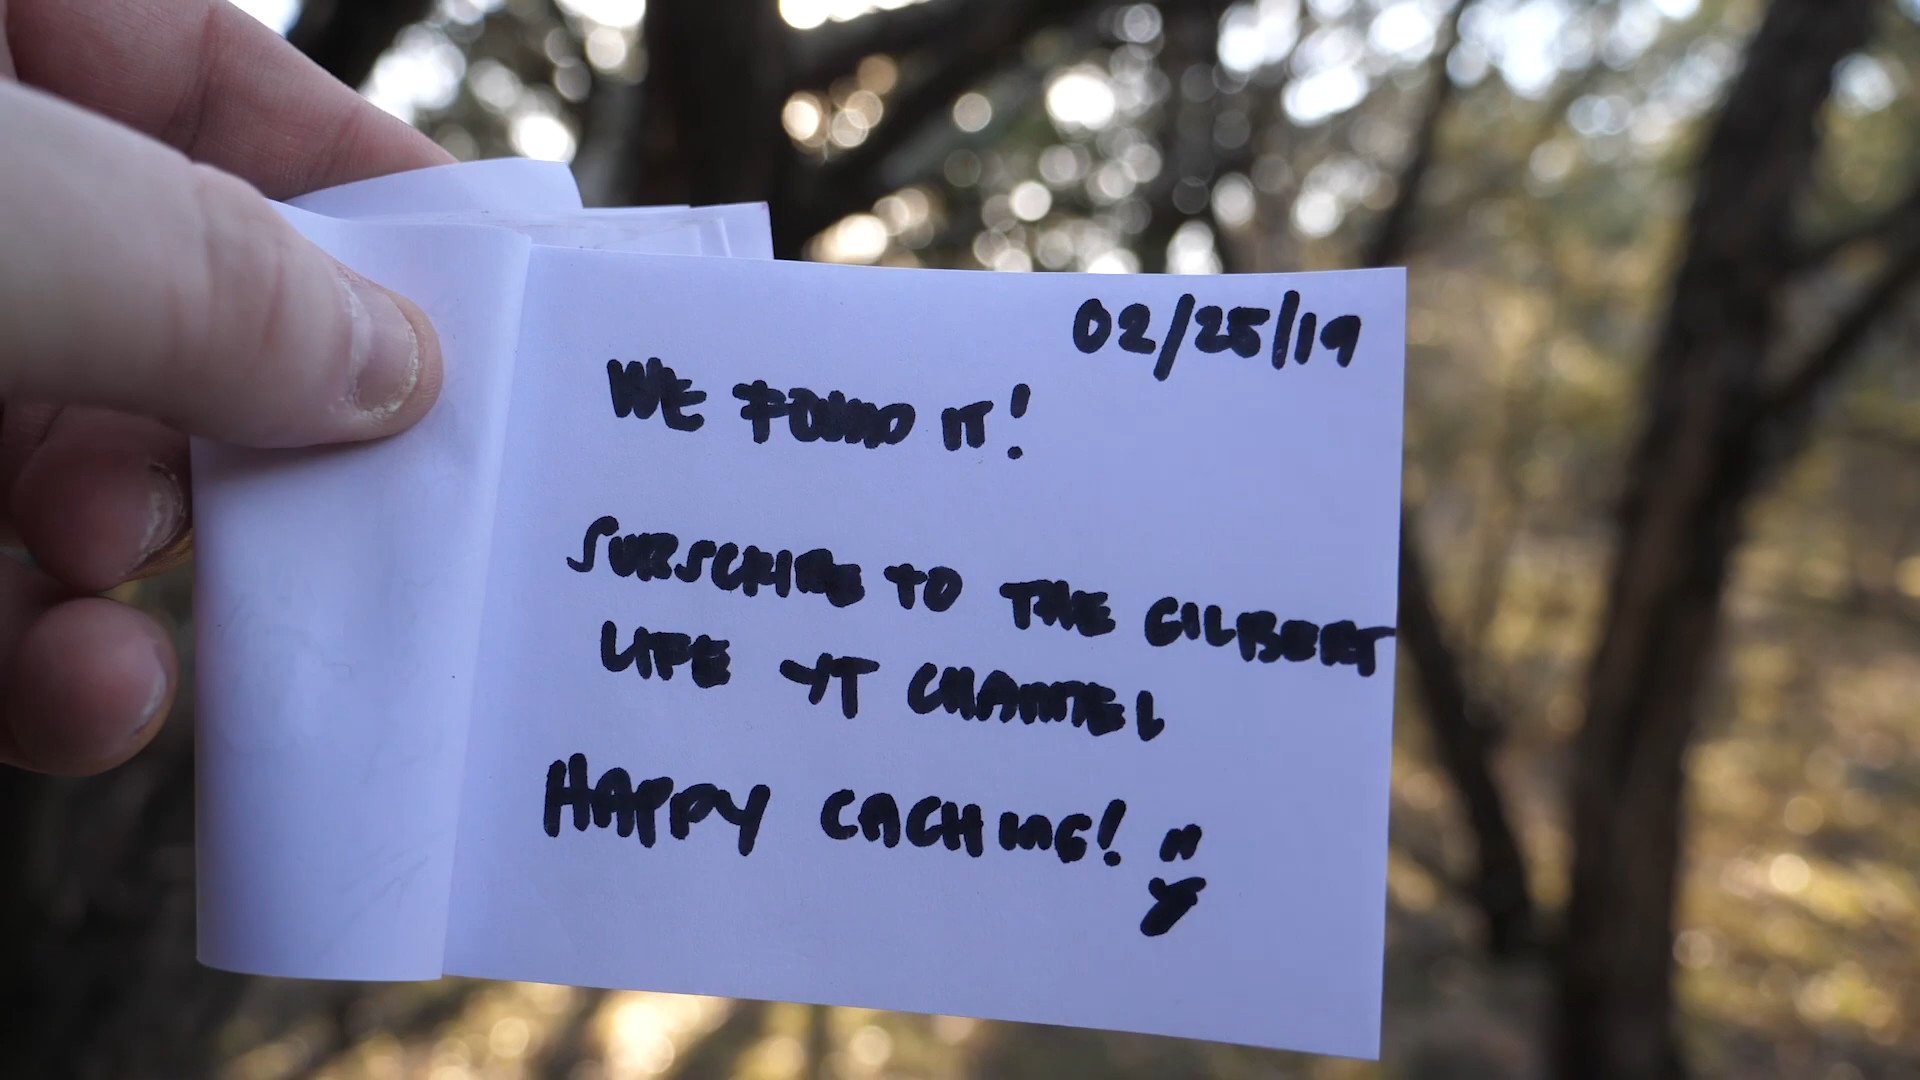 02/25/19
WE FOUND IT!
SUBSCRIBE TO THE GILBERT
LIFE YT CHANNEL
HAPPY CACHING!